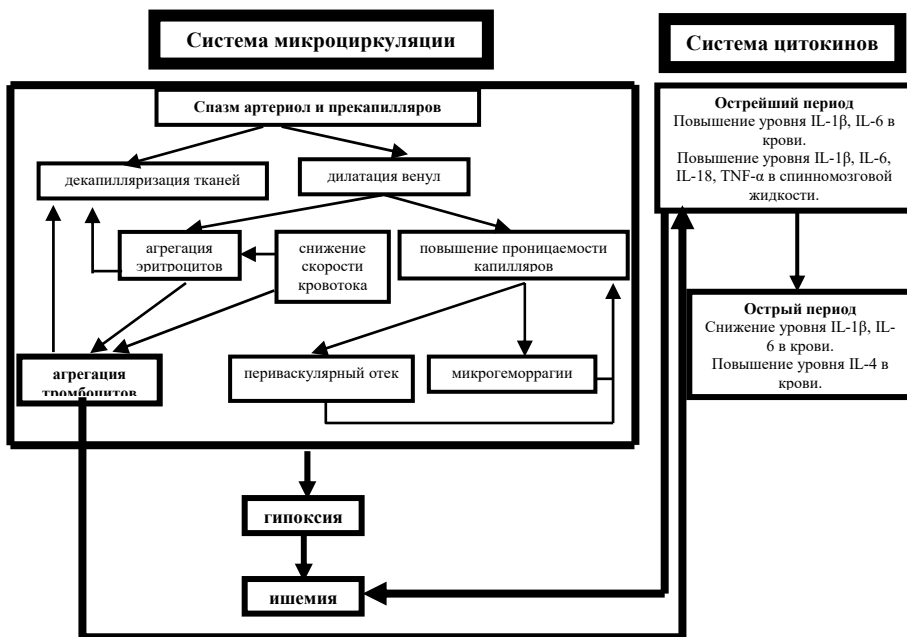 Система микроциркуляции
Система цитокинов
Спазм артериол и прекапилляров
декапилляризация тканей
дилатация венул
агрегация
эритроцитов
снижение
скорости
кровотока
повышение проницаемости
капилляров
агрегация
тромбоцитов
периваскулярный отек
микрогеморрагии
гипоксия
ишемия
Острейший период
Повышение уровня IL-1β, IL-6 в
крови.
Повышение уровня IL-1β, IL-6,
IL-18, TNF-α в спинномозговой
жидкости.
Острый период
Снижение уровня IL-1β, IL-
6 в крови.
Повышение уровня IL-4 в
крови.